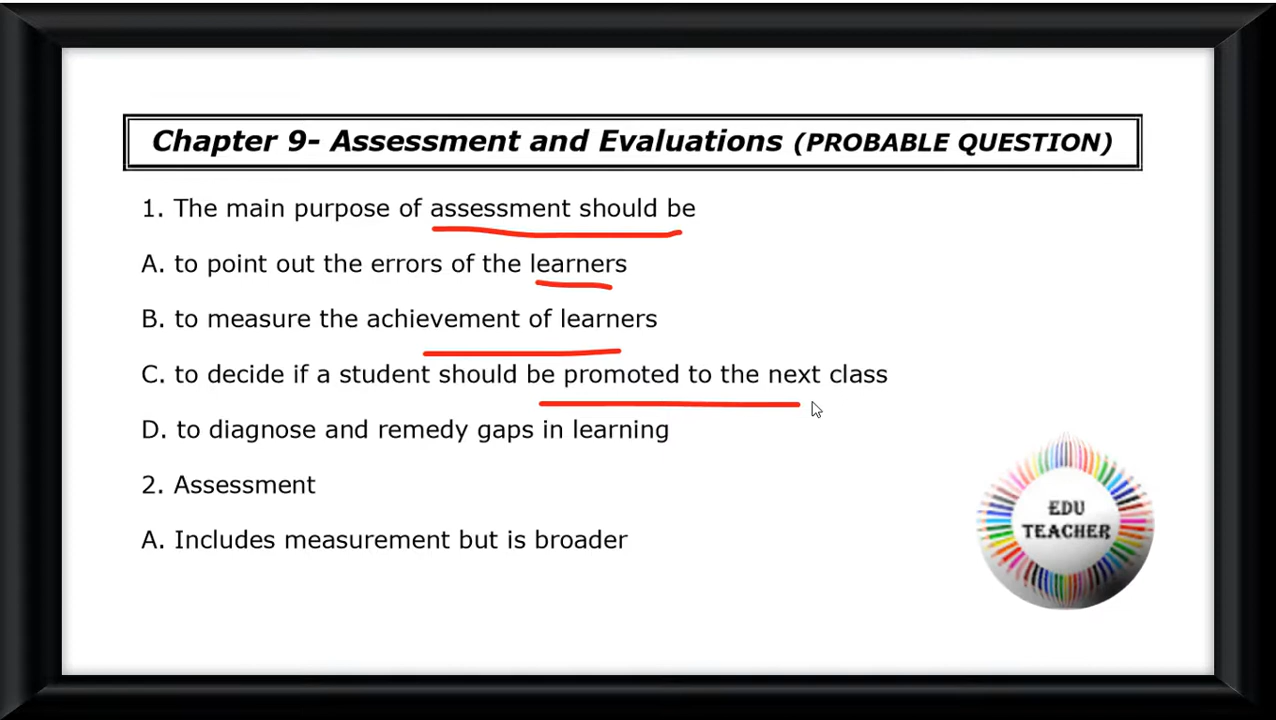 Chapter 9- Assessment and Evaluations (PROBABLE QUESTION)
1. The main purpose of assessment should be
A. to point out the errors of the learners
B. to measure the achievement of learners
C. to decide if a student should be promoted to the next class
D. to diagnose and remedy gaps in learning
2. Assessment
A. Includes measurement but is broader
EDU
TEACHER